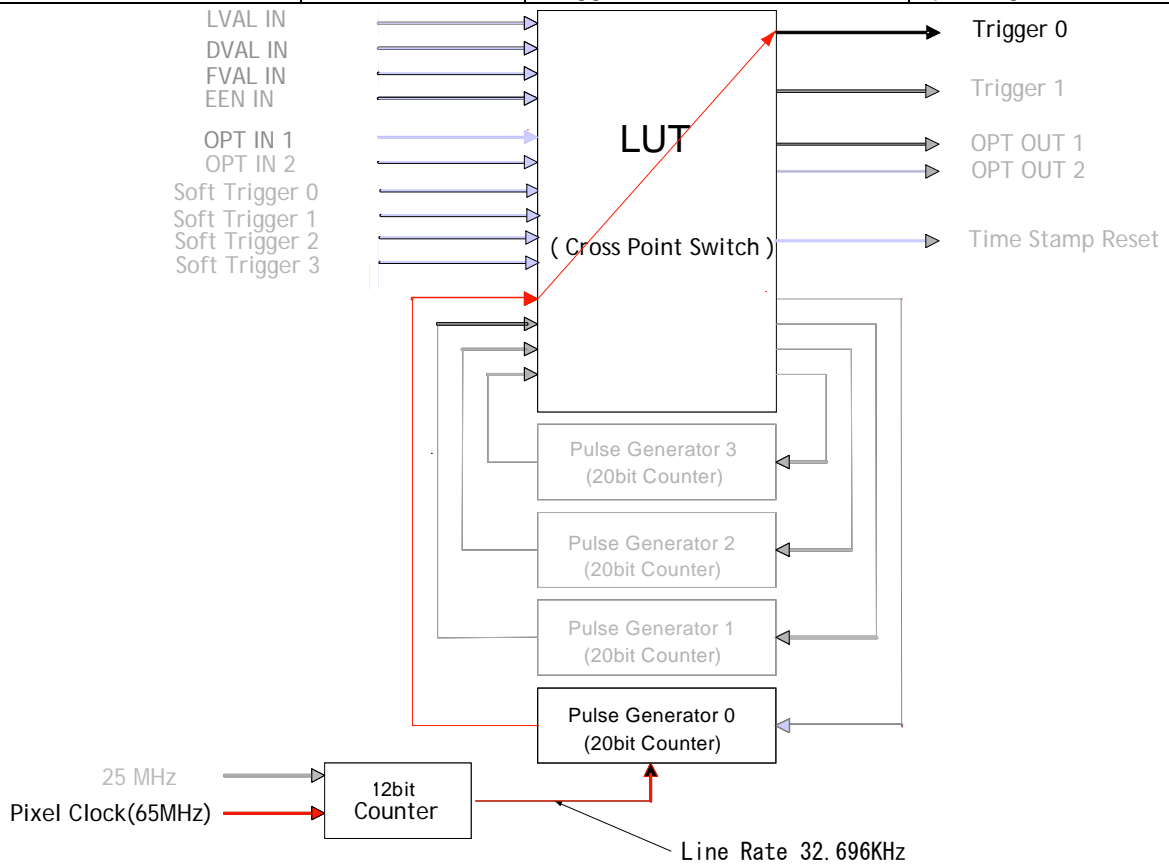 LVAL IN
DVAL IN
FVAL IN
EEN IN
OPT IN 1
OPT IN 2
Soft Trigger 0
Soft Trigger 1
Soft Trigger 2
Soft Trigger 3
LUT
( Cross Point Switch )
Trigger 0
Trigger 1
OPT OUT 1
OPT OUT 2
Time Stamp Reset
Pulse Generator 3
(20bit Counter)
Pulse Generator 2
(20bit Counter)
Pulse Generator 1
(20bit Counter)
Pulse Generator 0
(20bit Counter)
25 MHz
Pixel Clock(65MHz)
12bit
Counter
Line Rate 32.696KHz